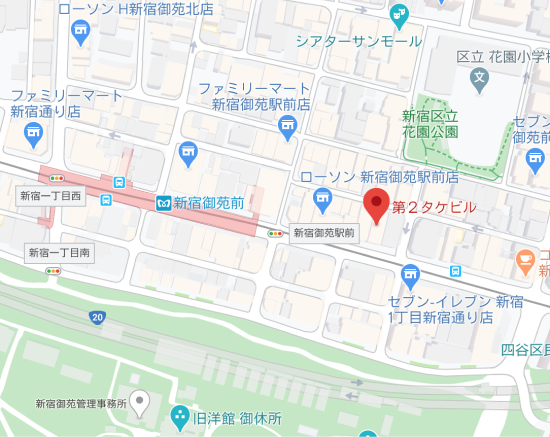 ローソン H新宿御苑北店
シアターサンモール
区立 花園小学校
ファミリーマート
新宿通り店
ファミリーマート
新宿御苑駅前店
新宿区立
花園公園
セブン
御苑前
ローソン 新宿御苑駅前店
新宿一丁目西
新宿御苑前
第2タケビル
新宿御苑駅前
新宿一丁目南
セブン-イレブン 新宿
1丁目新宿通り店
20
四谷区民
新宿御苑管理事務所
旧洋館 御休所
文